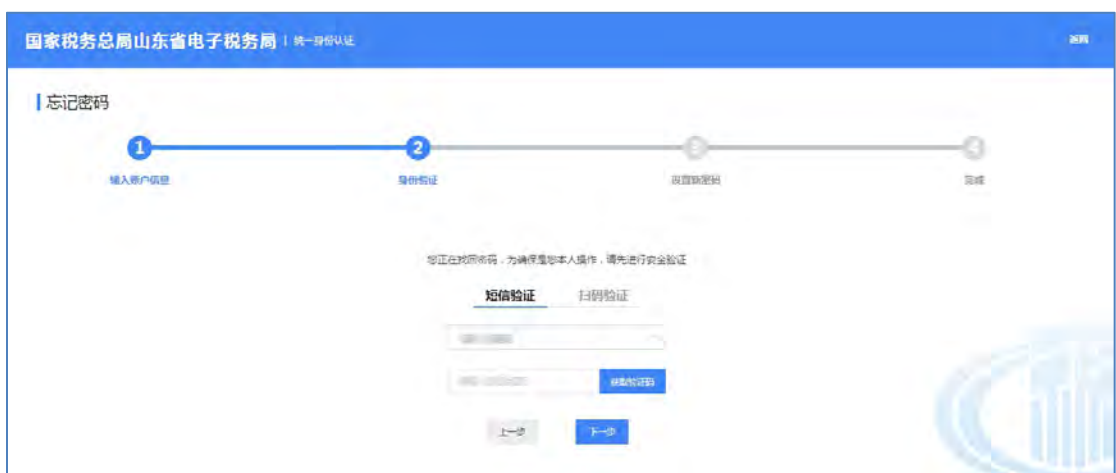 国家税务总局山东省电子税务局 | 统一身份认证
返回
忘记密码
1
2
3
4
输入账户信息
身份验证
设置新密码
完成
您正在找回密码，为确保是您本人操作，请先进行安全验证
短信验证
扫码验证
获取验证码
上一步
下一步